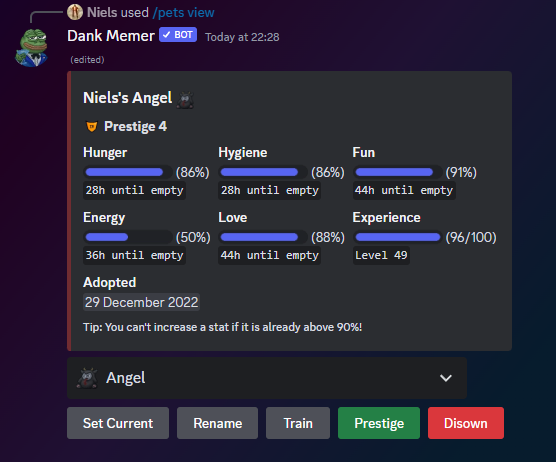 Niels used /pets view
Dank Memer ✓ BOT Today at 22:28
(edited)
Niels's Angel
Prestige 4
Hunger Hygiene Fun
(86%) (86%) (91%)
28h until empty 28h until empty 44h until empty
Energy Love Experience
(50%) (88%) (96/100)
36h until empty 44h until empty Level 49
Adopted
29 December 2022
Tip: You can't increase a stat if it is already above 90%!
Angel
Set Current Rename Train Prestige Disown